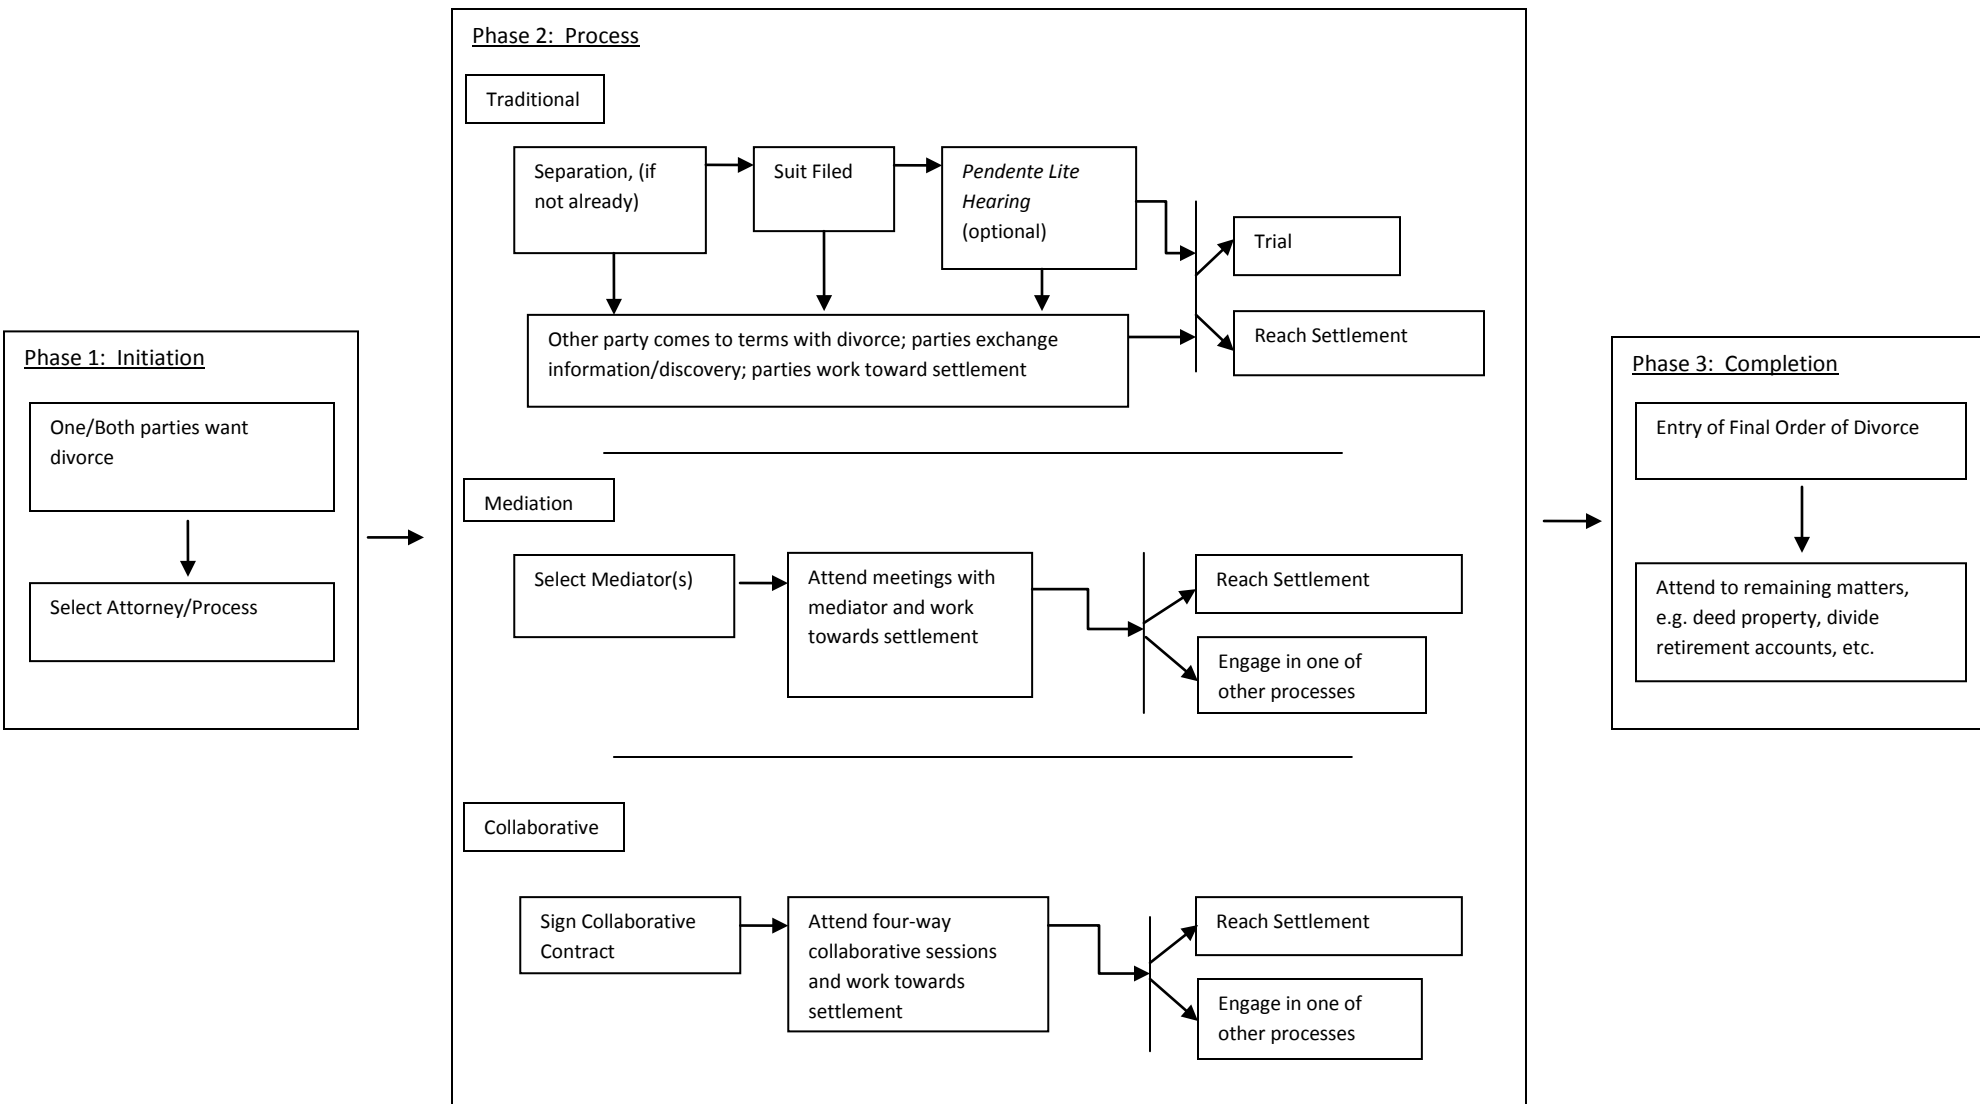 Phase 1:  Initiation
One/Both parties want
divorce
Select Attorney/Process
Phase 2:  Process
Traditional
Separation, (if
not already)
Suit Filed
Pendente Lite
Hearing
(optional)
Other party comes to terms with divorce; parties exchange
information/discovery; parties work toward settlement
Trial
Reach Settlement
Mediation
Select Mediator(s)
Attend meetings with
mediator and work
towards settlement
Reach Settlement
Engage in one of
other processes
Collaborative
Sign Collaborative
Contract
Attend four-way
collaborative sessions
and work towards
settlement
Reach Settlement
Engage in one of
other processes
Phase 3:  Completion
Entry of Final Order of Divorce
Attend to remaining matters,
e.g. deed property, divide
retirement accounts, etc.